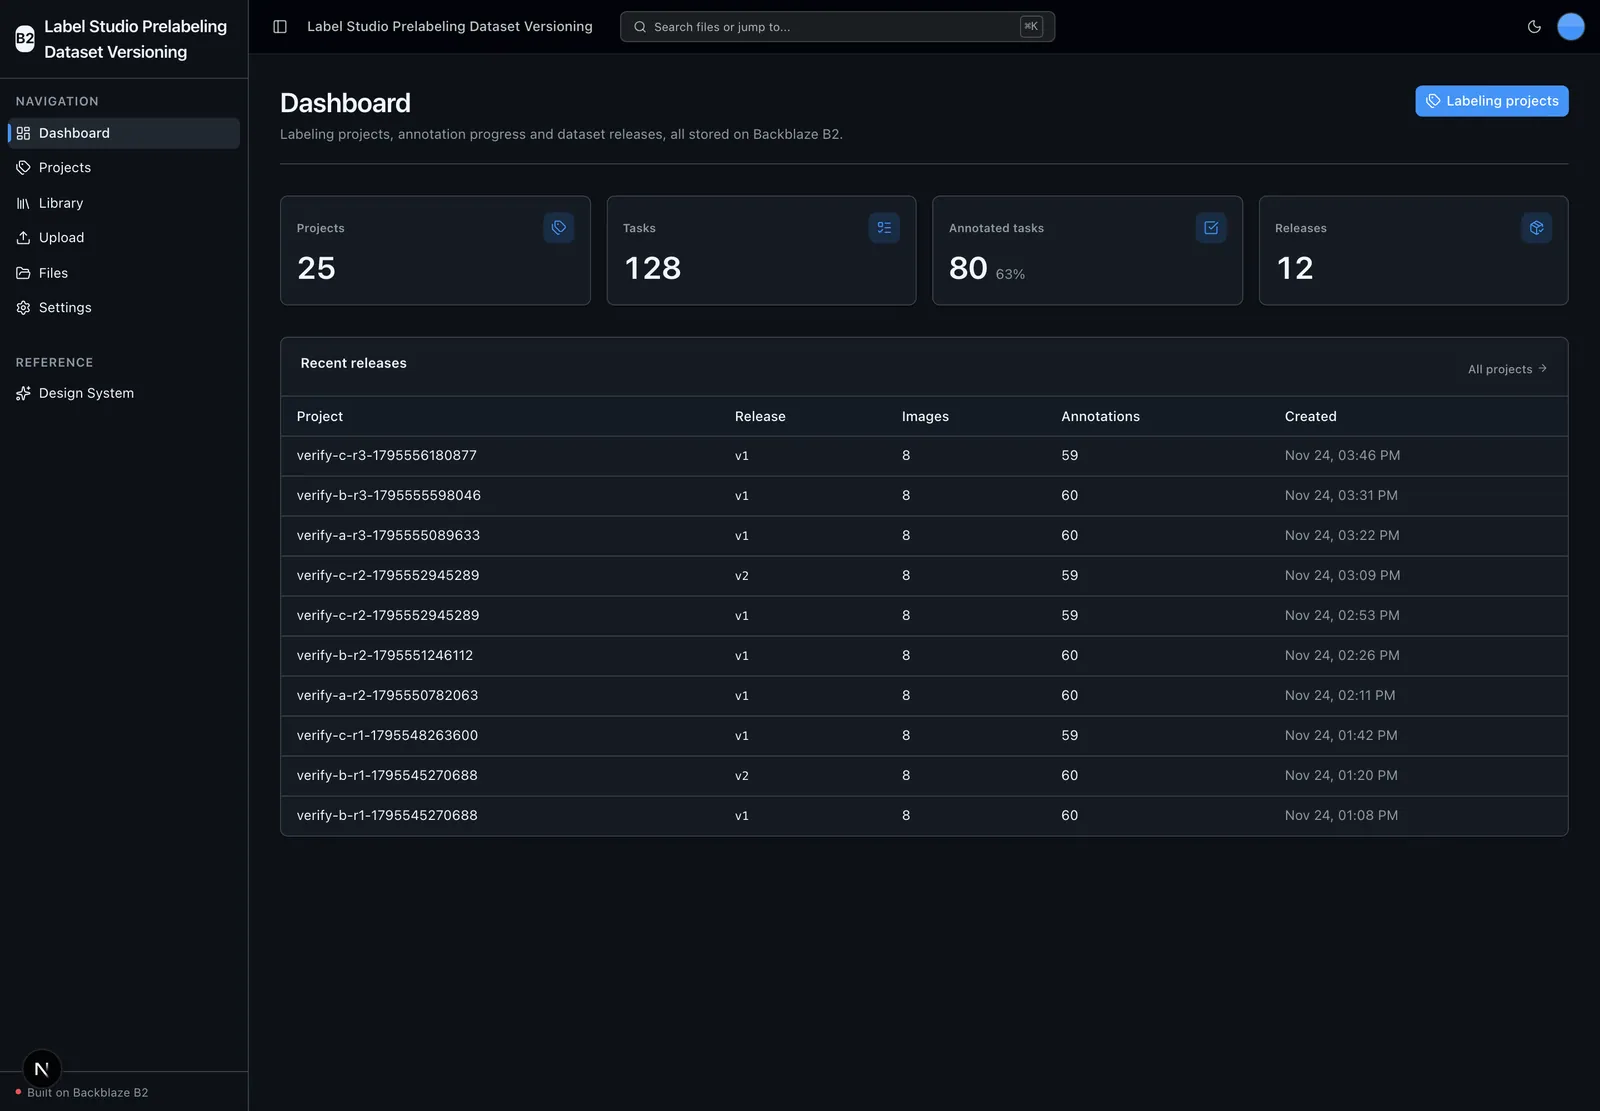 B2
Label Studio Prelabeling
Dataset Versioning
Label Studio Prelabeling Dataset Versioning
Search files or jump to...
⌘K
NAVIGATION
Dashboard
Projects
Library
Upload
Files
Settings
REFERENCE
Design System
Dashboard
Labeling projects, annotation progress and dataset releases, all stored on Backblaze B2.
Labeling projects
Projects
25
Tasks
128
Annotated tasks
80 63%
Releases
12
Recent releases
All projects →
Project Release Images Annotations Created
verify-c-r3-1795556180877 v1 8 59 Nov 24, 03:46 PM
verify-b-r3-1795555598046 v1 8 60 Nov 24, 03:31 PM
verify-a-r3-1795555089633 v1 8 60 Nov 24, 03:22 PM
verify-c-r2-1795552945289 v2 8 59 Nov 24, 03:09 PM
verify-c-r2-1795552945289 v1 8 59 Nov 24, 02:53 PM
verify-b-r2-1795551246112 v1 8 60 Nov 24, 02:26 PM
verify-a-r2-1795550782063 v1 8 60 Nov 24, 02:11 PM
verify-c-r1-1795548263600 v1 8 59 Nov 24, 01:42 PM
verify-b-r1-1795545270688 v2 8 60 Nov 24, 01:20 PM
verify-b-r1-1795545270688 v1 8 60 Nov 24, 01:08 PM
N
Built on Backblaze B2